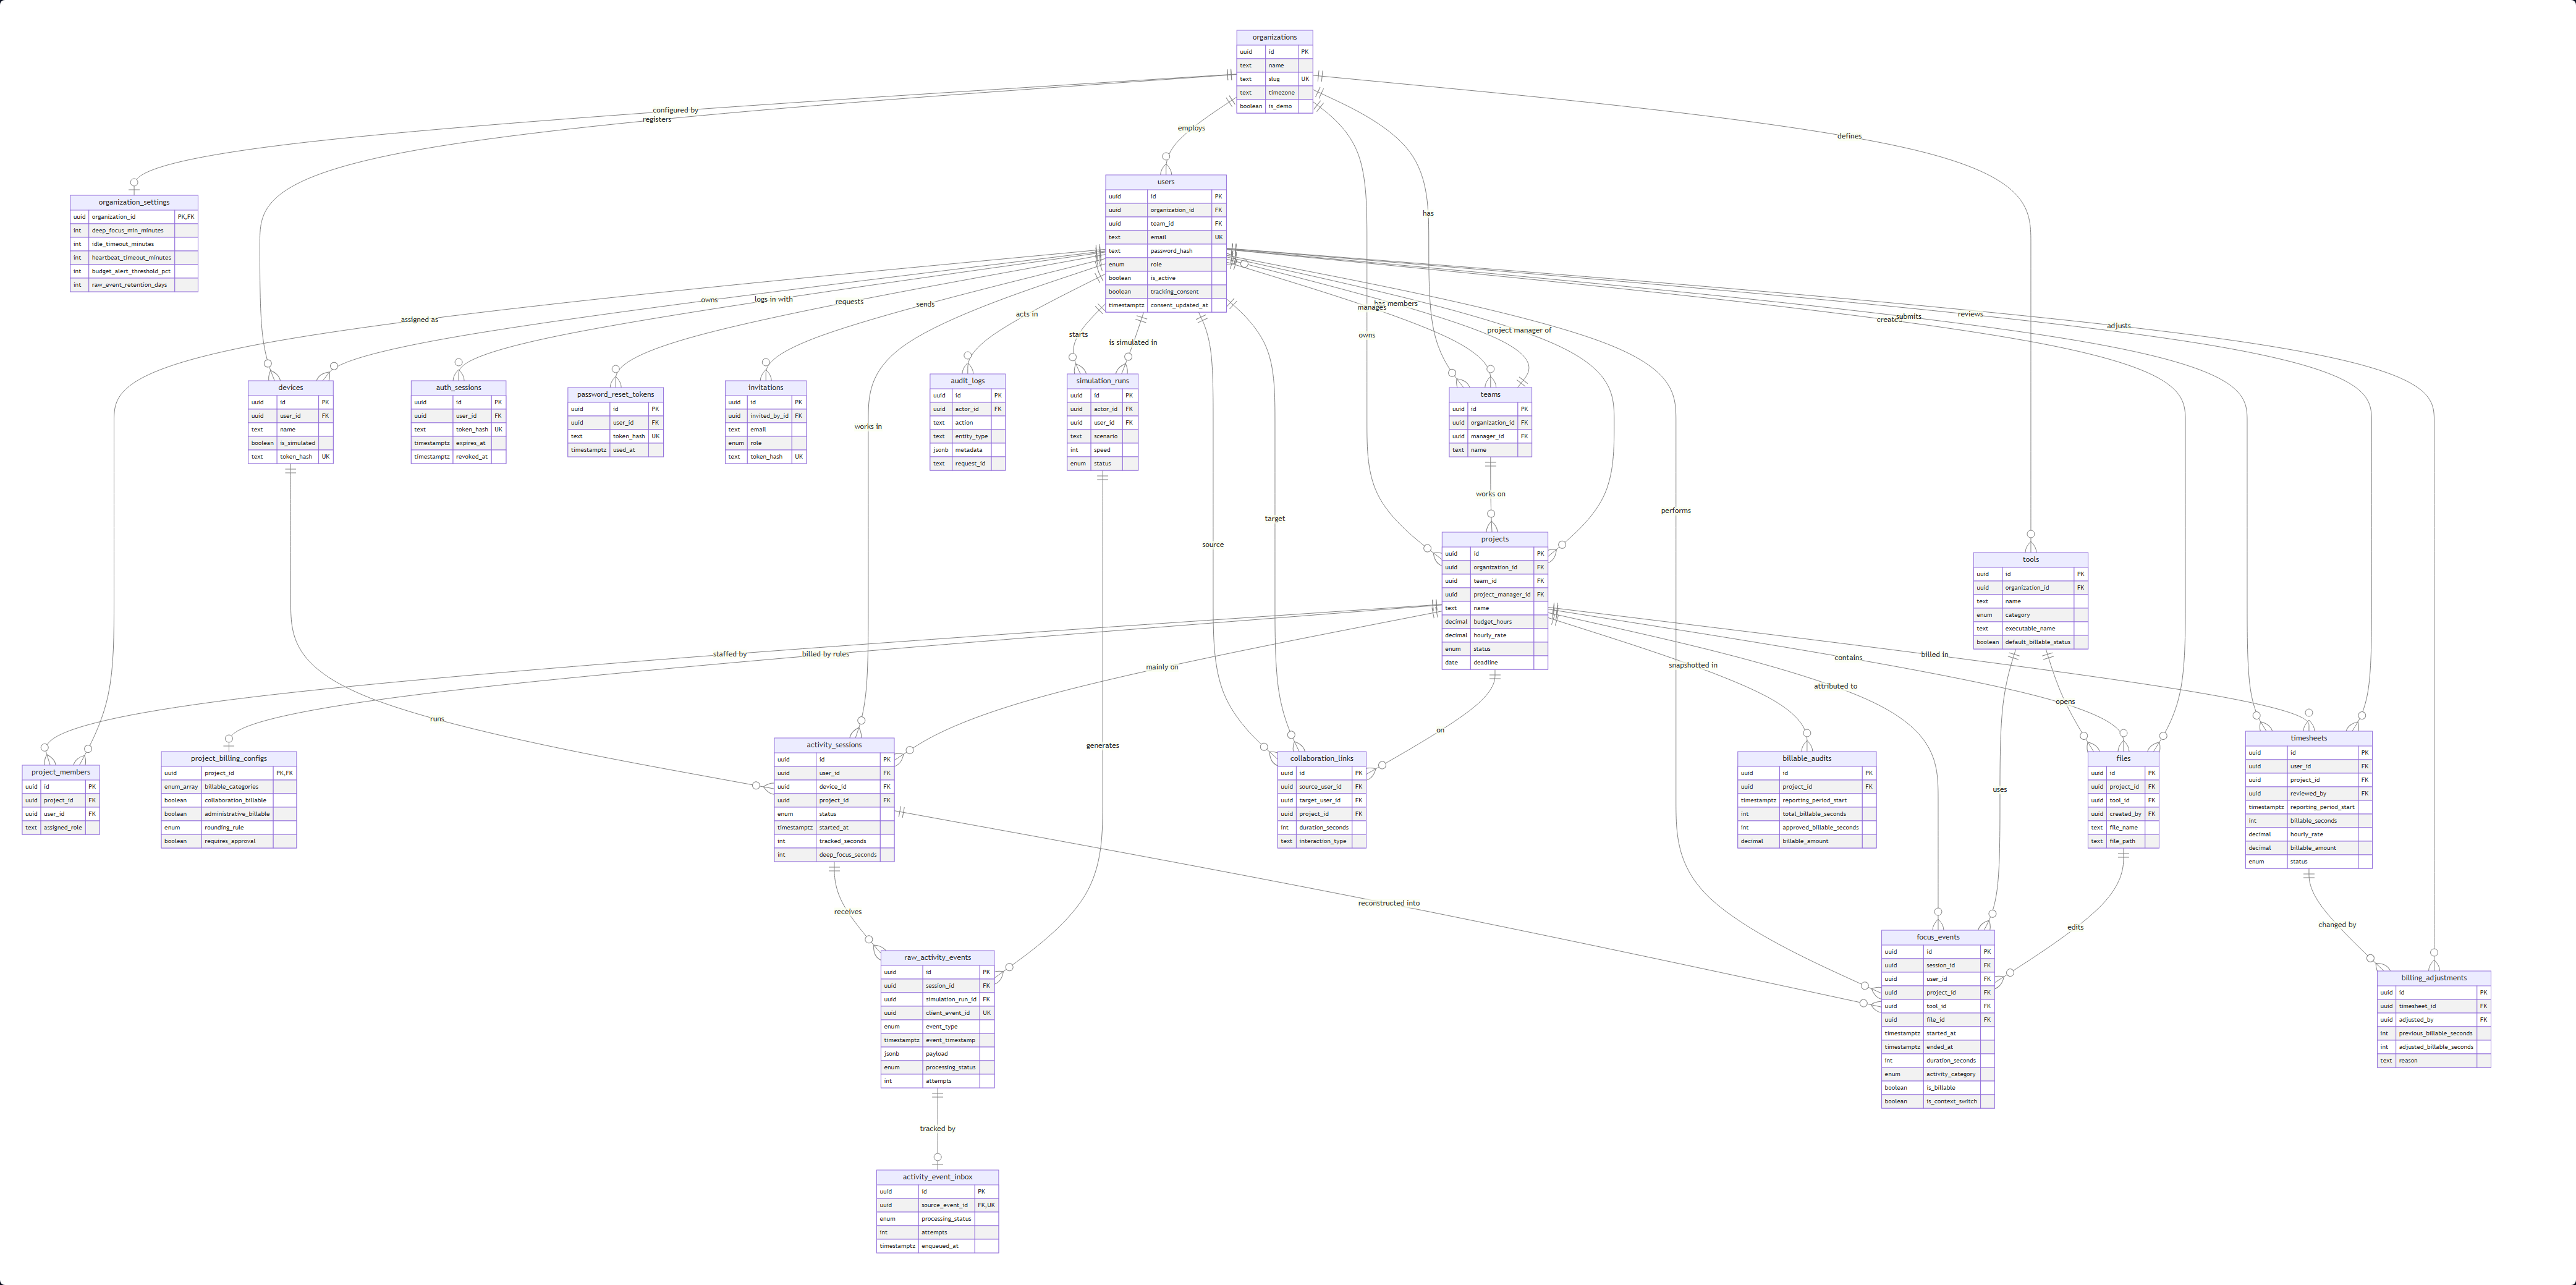 organizations
uuid id PK
text name
text slug UK
text timezone
boolean is_demo
configured by
registers
employs
defines
has
organization_settings
uuid organization_id PK,FK
int deep_focus_min_minutes
int idle_timeout_minutes
int heartbeat_timeout_minutes
int budget_alert_threshold_pct
int raw_event_retention_days
users
uuid id PK
uuid organization_id FK
uuid team_id FK
text email UK
text password_hash
enum role
boolean is_active
boolean tracking_consent
timestamptz consent_updated_at
assigned as
owns
logs in with
requests
sends
works in
acts in
starts
is simulated in
source
target
owns
manages
has members
project manager of
performs
creates
submits
reviews
adjusts
devices
uuid id PK
uuid user_id FK
text name
boolean is_simulated
text token_hash UK
auth_sessions
uuid id PK
uuid user_id FK
text token_hash UK
timestamptz expires_at
timestamptz revoked_at
password_reset_tokens
uuid id PK
uuid user_id FK
text token_hash UK
timestamptz used_at
invitations
uuid id PK
uuid invited_by_id FK
text email
enum role
text token_hash UK
audit_logs
uuid id PK
uuid actor_id FK
text action
text entity_type
jsonb metadata
text request_id
simulation_runs
uuid id PK
uuid actor_id FK
uuid user_id FK
text scenario
int speed
enum status
teams
uuid id PK
uuid organization_id FK
uuid manager_id FK
text name
works on
projects
uuid id PK
uuid organization_id FK
uuid team_id FK
uuid project_manager_id FK
text name
decimal budget_hours
decimal hourly_rate
enum status
date deadline
tools
uuid id PK
uuid organization_id FK
text name
enum category
text executable_name
boolean default_billable_status
staffed by
billed by rules
mainly on
snapshotted in
attributed to
contains
billed in
runs
generates
on
uses
opens
project_members
uuid id PK
uuid project_id FK
uuid user_id FK
text assigned_role
project_billing_configs
uuid project_id PK,FK
enum_array billable_categories
boolean collaboration_billable
boolean administrative_billable
enum rounding_rule
boolean requires_approval
activity_sessions
uuid id PK
uuid user_id FK
uuid device_id FK
uuid project_id FK
enum status
timestamptz started_at
int tracked_seconds
int deep_focus_seconds
collaboration_links
uuid id PK
uuid source_user_id FK
uuid target_user_id FK
uuid project_id FK
int duration_seconds
text interaction_type
billable_audits
uuid id PK
uuid project_id FK
timestamptz reporting_period_start
int total_billable_seconds
int approved_billable_seconds
decimal billable_amount
files
uuid id PK
uuid project_id FK
uuid tool_id FK
uuid created_by FK
text file_name
text file_path
timesheets
uuid id PK
uuid user_id FK
uuid project_id FK
uuid reviewed_by FK
timestamptz reporting_period_start
int billable_seconds
decimal hourly_rate
decimal billable_amount
enum status
receives
reconstructed into
edits
changed by
raw_activity_events
uuid id PK
uuid session_id FK
uuid simulation_run_id FK
uuid client_event_id UK
enum event_type
timestamptz event_timestamp
jsonb payload
enum processing_status
int attempts
focus_events
uuid id PK
uuid session_id FK
uuid user_id FK
uuid project_id FK
uuid tool_id FK
uuid file_id FK
timestamptz started_at
timestamptz ended_at
int duration_seconds
enum activity_category
boolean is_billable
boolean is_context_switch
billing_adjustments
uuid id PK
uuid timesheet_id FK
uuid adjusted_by FK
int previous_billable_seconds
int adjusted_billable_seconds
text reason
tracked by
activity_event_inbox
uuid id PK
uuid source_event_id FK,UK
enum processing_status
int attempts
timestamptz enqueued_at